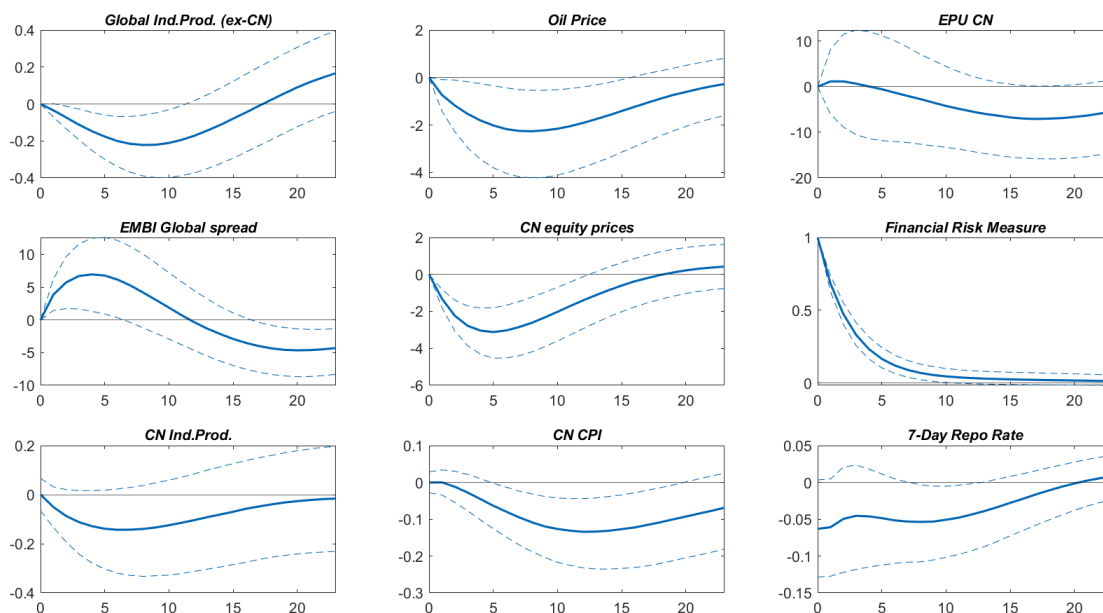 Global Ind.Prod. (ex-CN)
0.4
0.2
0
-0.2
-0.4
0 5 10 15 20
Oil Price
2
0
-2
-4
0 5 10 15 20
EPU CN
10
0
-10
-20
0 5 10 15 20
EMBI Global spread
10
5
0
-5
-10
0 5 10 15 20
CN equity prices
2
0
-2
-4
-6
0 5 10 15 20
Financial Risk Measure
1
0.5
0
0 5 10 15 20
CN Ind.Prod.
0.2
0
-0.2
-0.4
0 5 10 15 20
CN CPI
0.1
0
-0.1
-0.2
-0.3
0 5 10 15 20
7-Day Repo Rate
0.05
0
-0.05
-0.1
-0.15
0 5 10 15 20